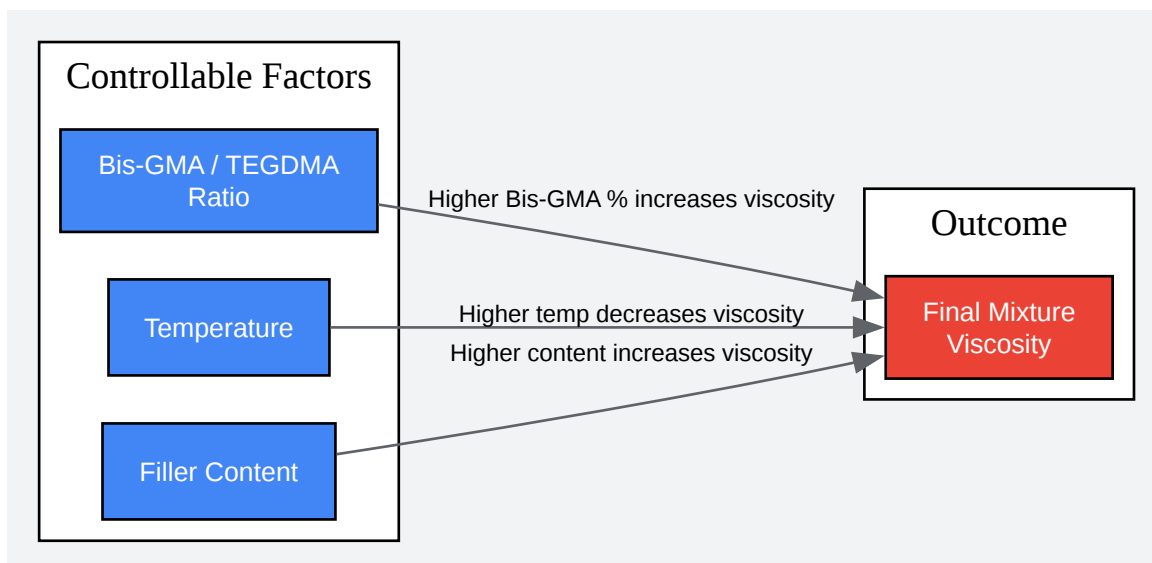 Controllable Factors
Bis-GMA / TEGDMA
Ratio
Higher Bis-GMA % increases viscosity
Outcome
Temperature
Higher temp decreases viscosity
Final Mixture
Viscosity
Higher content increases viscosity
Filler Content